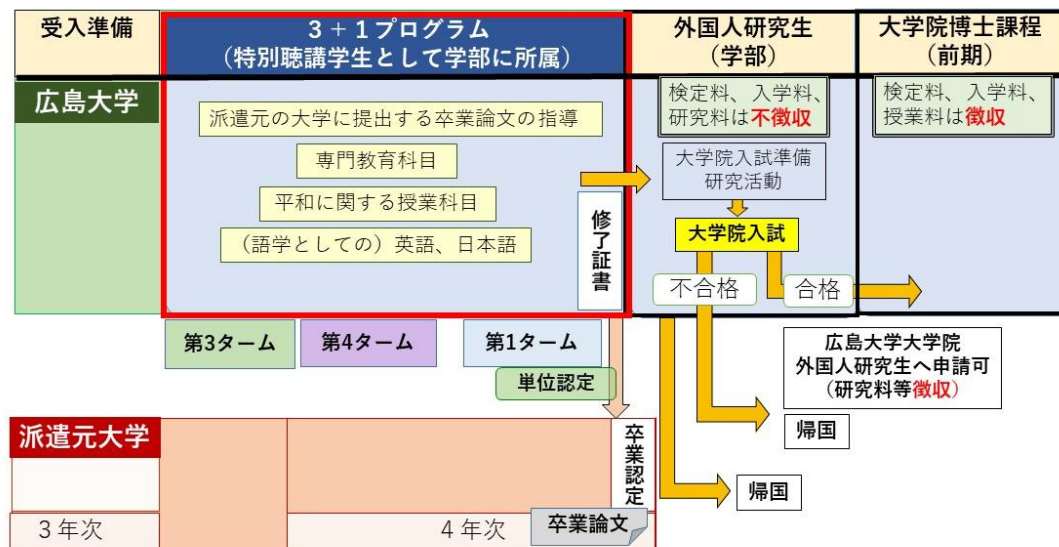 受入準備
3+1プログラム
(特別聴講学生として学部に所属)
外国人研究生
(学部)
大学院博士課程
(前期)
広島大学
派遣元の大学に提出する卒業論文の指導
専門教育科目
平和に関する授業科目
(語学としての)英語、日本語
修了証書
検定料、入学料、
研究料は不徴収
大学院入試準備
研究活動
大学院入試
不合格
合格
検定料、入学料、
授業料は徴収
第3ターム
第4ターム
第1ターム
単位認定
広島大学大学院
外国人研究生へ申請可
(研究料等徴収)
帰国
帰国
派遣元大学
卒業認定
3年次
4年次
卒業論文